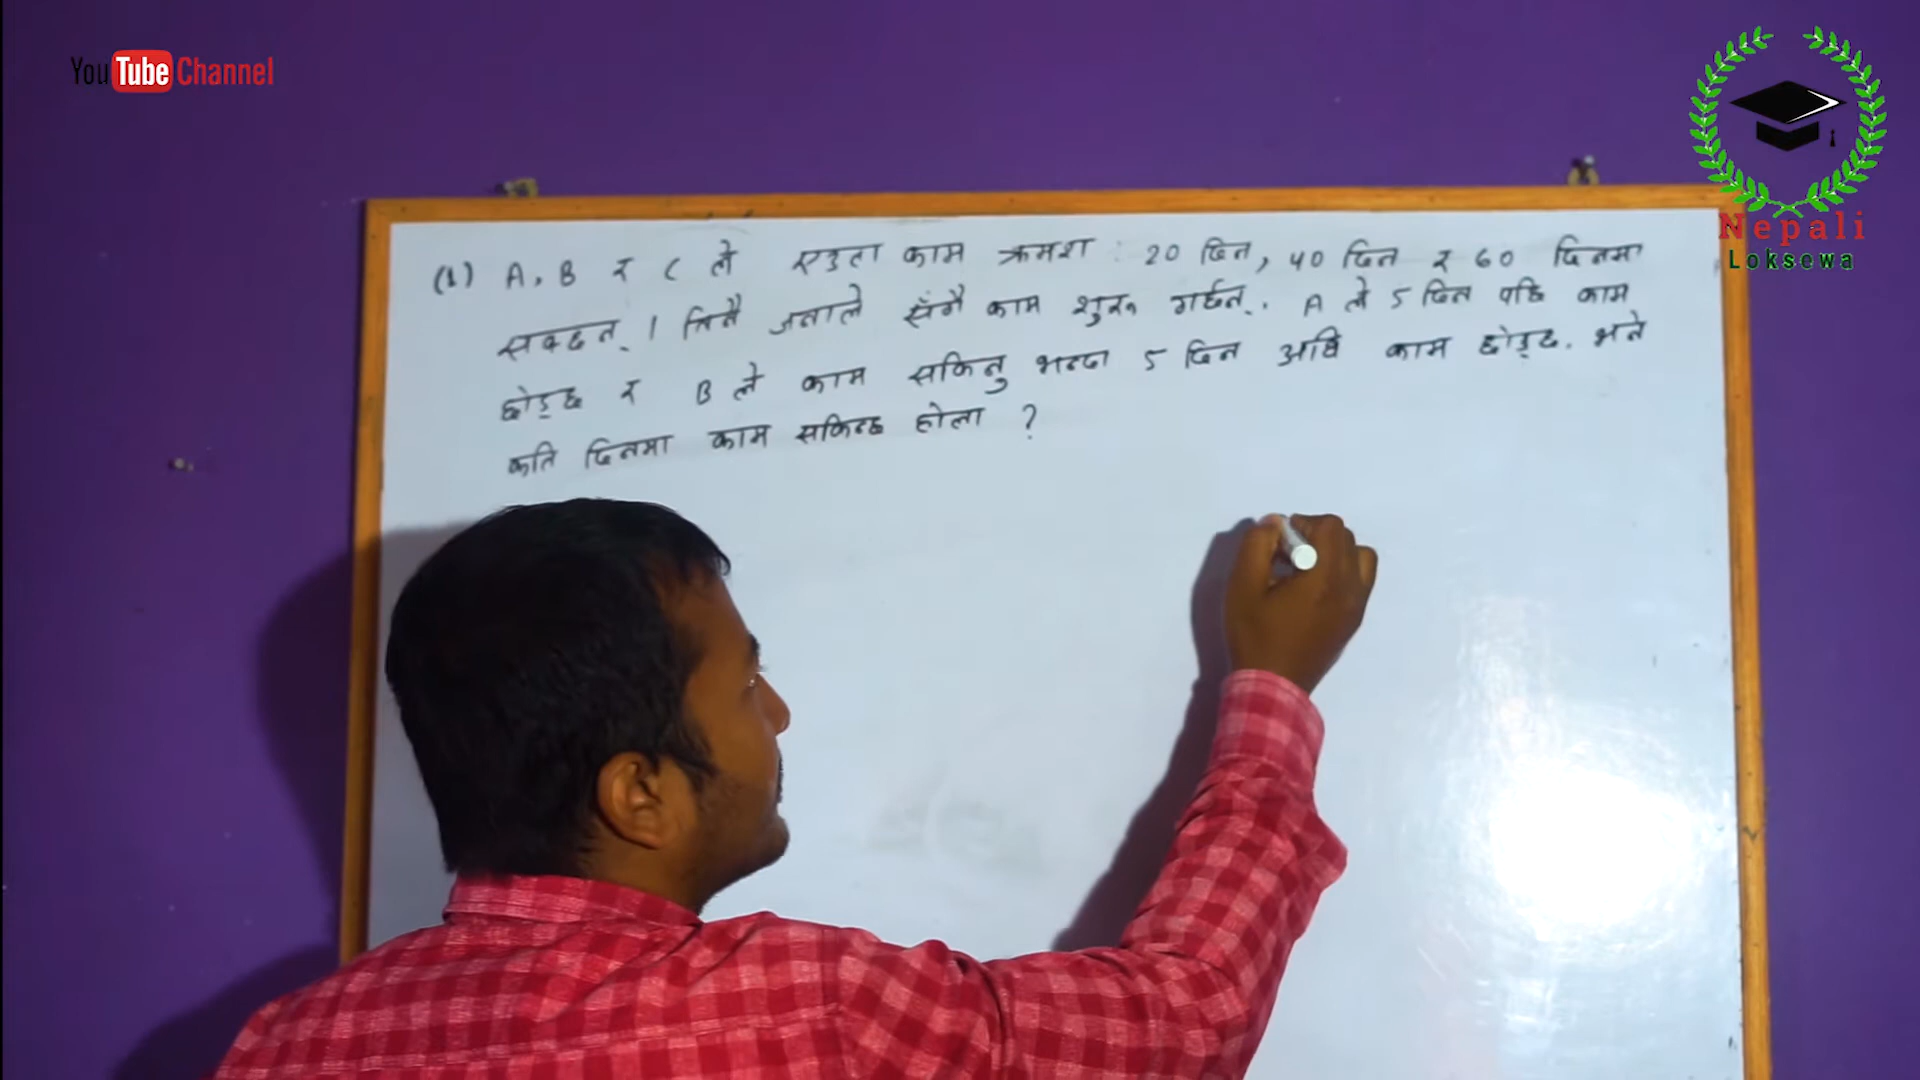 YouTube Channel
Nepali
Loksewa
(1) A, B र C ले एउटा काम क्रमश : 20 दिन, 40 दिन र 60 दिनमा
सक्दछन् । तिनै जनाले सँगै काम शुरु गर्छन्. A ले 5 दिन पछि काम
छोड्छ र B ले काम सकिनु भन्दा 5 दिन अघि काम छोड्छ. भने
कति दिनमा काम सकिन्छ होला ?